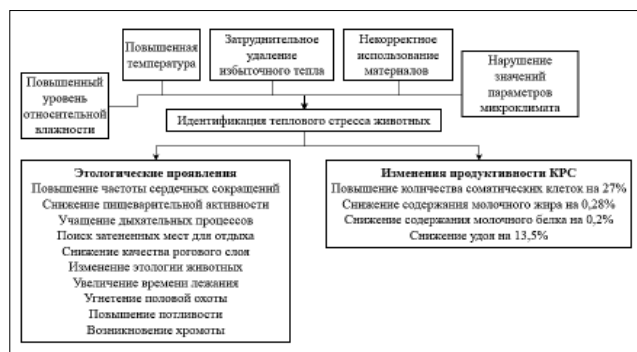 Повышенный
уровень
относительной
влажности
Повышенная
температура
Затруднительное
удаление
избыточного тепла
Некорректное
использование
материалов
Нарушение
значений
параметров
микроклимата
Идентификация теплового стресса животных
Этологические проявления
Повышение частоты сердечных сокращений
Снижение пищеварительной активности
Учащение дыхательных процессов
Поиск затененных мест для отдыха
Снижение качества рогового слоя
Изменение этологии животных
Увеличение времени лежания
Угнетение половой охоты
Повышение потливости
Возникновение хромоты
Изменения продуктивности КРС
Повышение количества соматических клеток на 27%
Снижение содержания молочного жира на 0,28%
Снижение содержания молочного белка на 0,2%
Снижение удоя на 13,5%